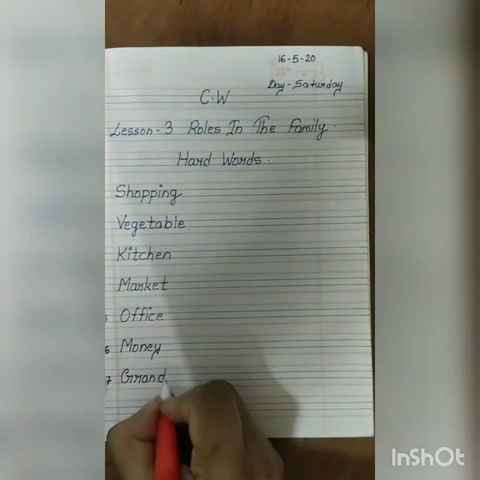 16-5-20
Day - Saturday
C.W
Lesson - 3 Roles In The Family
Hard Words.
Shopping
Vegetable
Kitchen
Market
Office
6 Money
7 Grand
InShOt